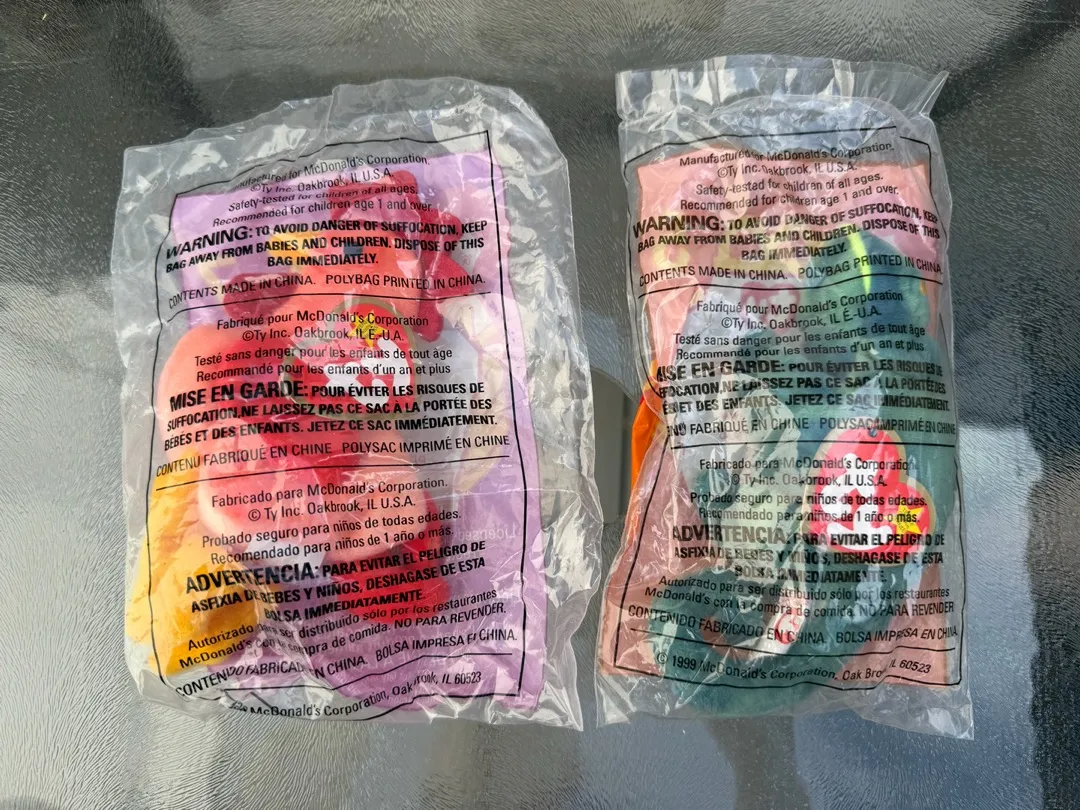 Manufactured for McDonald's Corporation.
©Ty Inc. Oakbrook, IL U.S.A.
Safety-tested for children of all ages.
Recommended for children age 1 and over.
WARNING: TO AVOID DANGER OF SUFFOCATION, KEEP
BAG AWAY FROM BABIES AND CHILDREN. DISPOSE OF THIS
BAG IMMEDIATELY.
CONTENTS MADE IN CHINA. POLYBAG PRINTED IN CHINA.
Fabriqué pour McDonald's Corporation
©Ty Inc. Oakbrook, IL É.-U.A.
Testé sans danger pour les enfants de tout âge
Recommandé pour les enfants d'un an et plus.
MISE EN GARDE: POUR ÉVITER LES RISQUES DE
SUFFOCATION,NE LAISSEZ PAS CE SAC À LA PORTÉE DES
BÉBÉS ET DES ENFANTS. JETEZ CE SAC IMMÉDIATEMENT.
CONTENU FABRIQUÉ EN CHINE POLYSAC IMPRIMÉ EN CHINE
Fabricado para McDonald's Corporation.
© Ty Inc. Oakbrook, IL U.S.A.
Probado seguro para niños de todas edades.
Recomendado para niños de 1 año o más.
ADVERTENCIA: PARA EVITAR EL PELIGRO DE
ASFIXIA DE BEBES Y NIÑOS, DESHAGASE DE ESTA
BOLSA IMMEDIATAMENTE.
Autorizado para ser distribuido sólo por los restaurantes
McDonald's con la compra de comida. NO PARA REVENDER.
CONTENIDO FABRICADO EN CHINA. BOLSA IMPRESA EN CHINA.
McDonald's Corporation, Oak Brook, IL 60523
Manufactured for McDonald's Corporation.
©Ty Inc. Oakbrook, IL U.S.A.
Safety-tested for children of all ages.
Recommended for children age 1 and over.
WARNING: TO AVOID DANGER OF SUFFOCATION, KEEP
BAG AWAY FROM BABIES AND CHILDREN. DISPOSE OF THIS
BAG IMMEDIATELY.
CONTENTS MADE IN CHINA. POLYBAG PRINTED IN CHINA.
Fabriqué pour McDonald's Corporation
©Ty Inc. Oakbrook, IL É.-U.A.
Testé sans danger pour les enfants de tout âge
Recommandé pour les enfants d'un an et plus.
MISE EN GARDE: POUR ÉVITER LES RISQUES DE
SUFFOCATION,NE LAISSEZ PAS CE SAC À LA PORTÉE DES
BÉBÉS ET DES ENFANTS. JETEZ CE SAC IMMÉDIATEMENT.
CONTENU FABRIQUÉ EN CHINE POLYSAC IMPRIMÉ EN CHINE
Fabricado para McDonald's Corporation.
© Ty Inc. Oakbrook, IL U.S.A.
Probado seguro para niños de todas edades.
Recomendado para niños de 1 año o más.
ADVERTENCIA: PARA EVITAR EL PELIGRO DE
ASFIXIA DE BEBES Y NIÑOS, DESHAGASE DE ESTA
BOLSA IMMEDIATAMENTE.
Autorizado para ser distribuido sólo por los restaurantes
McDonald's con la compra de comida. NO PARA REVENDER
CONTENIDO FABRICADO EN CHINA. BOLSA IMPRESA EN CHINA.
© 1999 McDonald's Corporation, Oak Brook, IL 60523